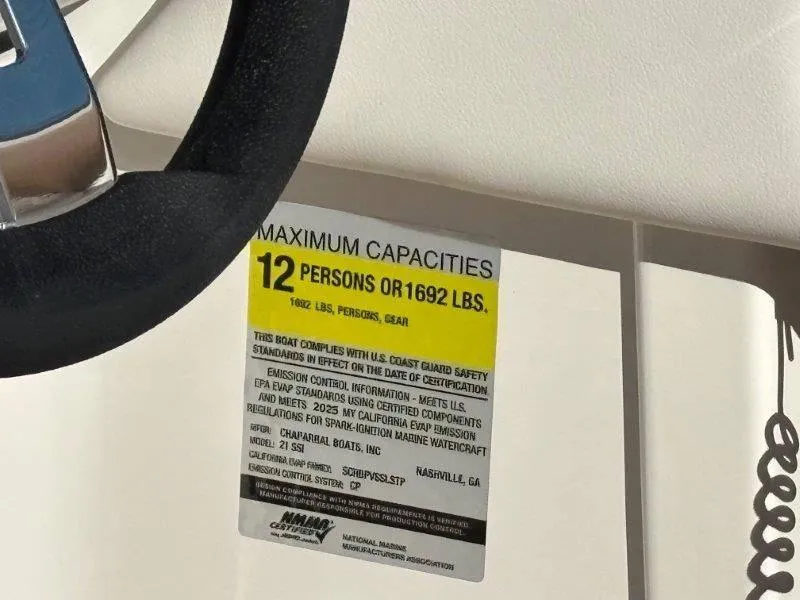 MAXIMUM CAPACITIES
12 PERSONS OR 1692 LBS.
1692 LBS, PERSONS, GEAR
THIS BOAT COMPLIES WITH U.S. COAST GUARD SAFETY
STANDARDS IN EFFECT ON THE DATE OF CERTIFICATION
EMISSION CONTROL INFORMATION - MEETS U.S.
EPA EVAP STANDARDS USING CERTIFIED COMPONENTS
AND MEETS 2025 MY CALIFORNIA EVAP EMISSION
REGULATIONS FOR SPARK-IGNITION MARINE WATERCRAFT
MFGR: CHAPARRAL BOATS, INC
MODEL: 21 SSI NASHVILLE, GA
CALIFORNIA EVAP FAMILY: SCHBPVSSLSTP
EMISSION CONTROL SYSTEM: CP
DESIGN COMPLIANCE WITH NMMA REQUIREMENTS IS VERIFIED.
MANUFACTURER RESPONSIBLE FOR PRODUCTION CONTROL.
NMMA
CERTIFIED
NATIONAL MARINE
MANUFACTURERS ASSOCIATION